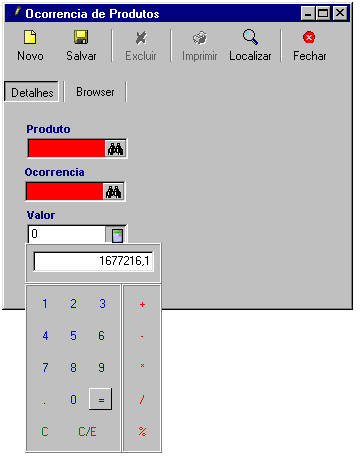 Ocorrencia de Produtos
Novo Salvar Excluir Imprimir Localizar Fechar
Detalhes Browser
Produto
Ocorrencia
Valor
0
1677216,1
1 2 3 +
4 5 6 -
7 8 9 *
. 0 = /
C C/E %